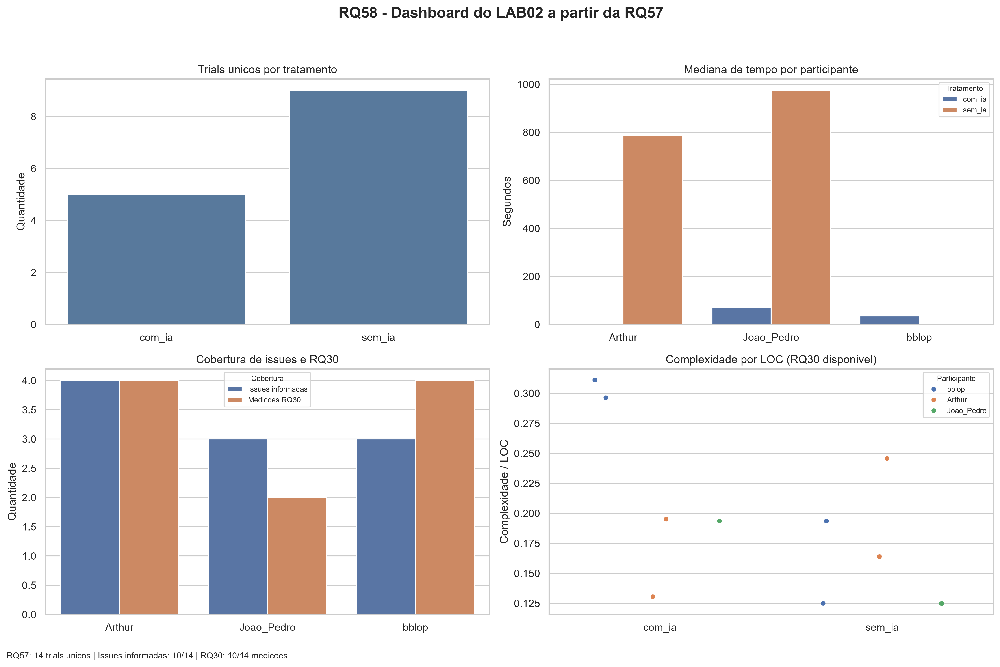 RQ58 - Dashboard do LAB02 a partir da RQ57
Trials unicos por tratamento
Quantidade
8
6
4
2
0
com_ia
sem_ia
Mediana de tempo por participante
Segundos
1000
800
600
400
200
0
Tratamento
com_ia
sem_ia
Arthur
Joao_Pedro
bblop
Cobertura de issues e RQ30
Quantidade
4.0
3.5
3.0
2.5
2.0
1.5
1.0
0.5
0.0
Cobertura
Issues informadas
Medicoes RQ30
Arthur
Joao_Pedro
bblop
Complexidade por LOC (RQ30 disponivel)
Complexidade / LOC
0.300
0.275
0.250
0.225
0.200
0.175
0.150
0.125
Participante
bblop
Arthur
Joao_Pedro
com_ia
sem_ia
RQ57: 14 trials unicos | Issues informadas: 10/14 | RQ30: 10/14 medicoes